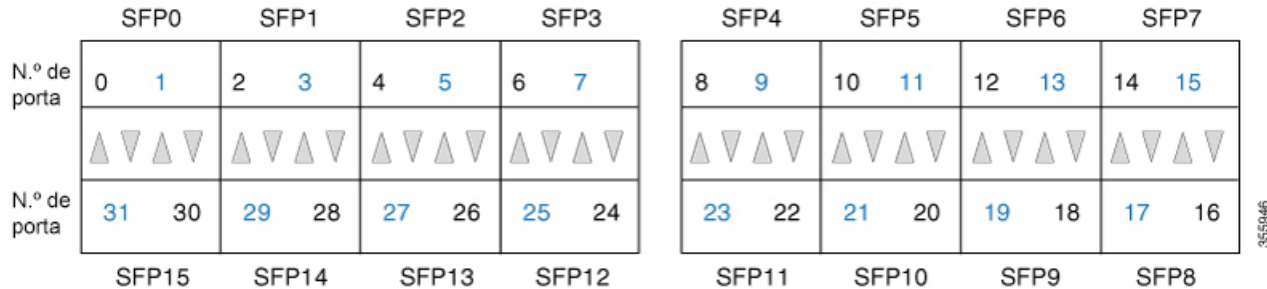 SFP0 SFP1 SFP2 SFP3 SFP4 SFP5 SFP6 SFP7
N.º de
porta
0 1 2 3 4 5 6 7 8 9 10 11 12 13 14 15
N.º de
porta
31 30 29 28 27 26 25 24 23 22 21 20 19 18 17 16
SFP15 SFP14 SFP13 SFP12 SFP11 SFP10 SFP9 SFP8
355946